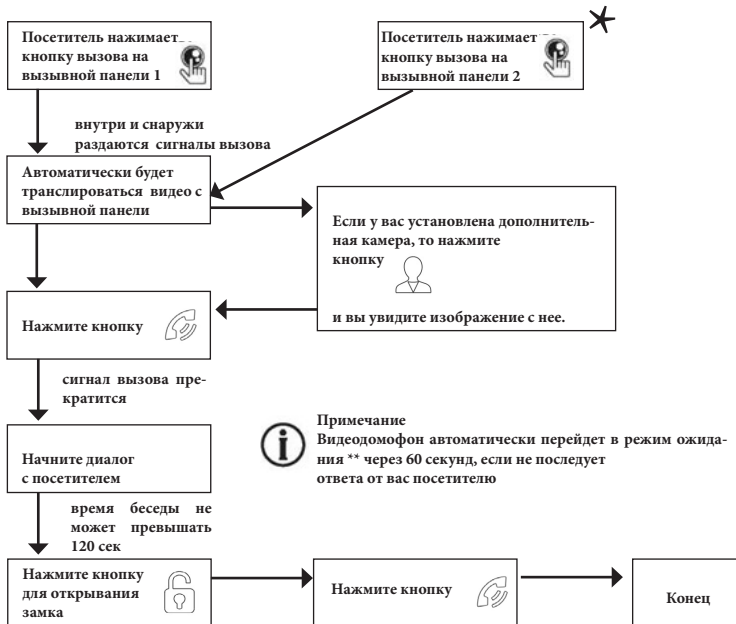 Посетитель нажимает
кнопку вызова на
вызывной панели 1
Посетитель нажимает
кнопку вызова на
вызывной панели 2
внутри и снаружи
раздаются сигналы вызова
Автоматически будет
транслироваться видео с
вызывной панели
Если у вас установлена дополнитель-
ная камера, то нажмите
кнопку
и вы увидите изображение с нее.
Нажмите кнопку
сигнал вызова пре-
кратится
Начните диалог
с посетителем
Примечание
Видеодомофон автоматически перейдет в режим ожида-
ния ** через 60 секунд, если не последует
ответа от вас посетителю
время беседы не
может превышать
120 сек
Нажмите кнопку
для открывания
замка
Нажмите кнопку
Конец